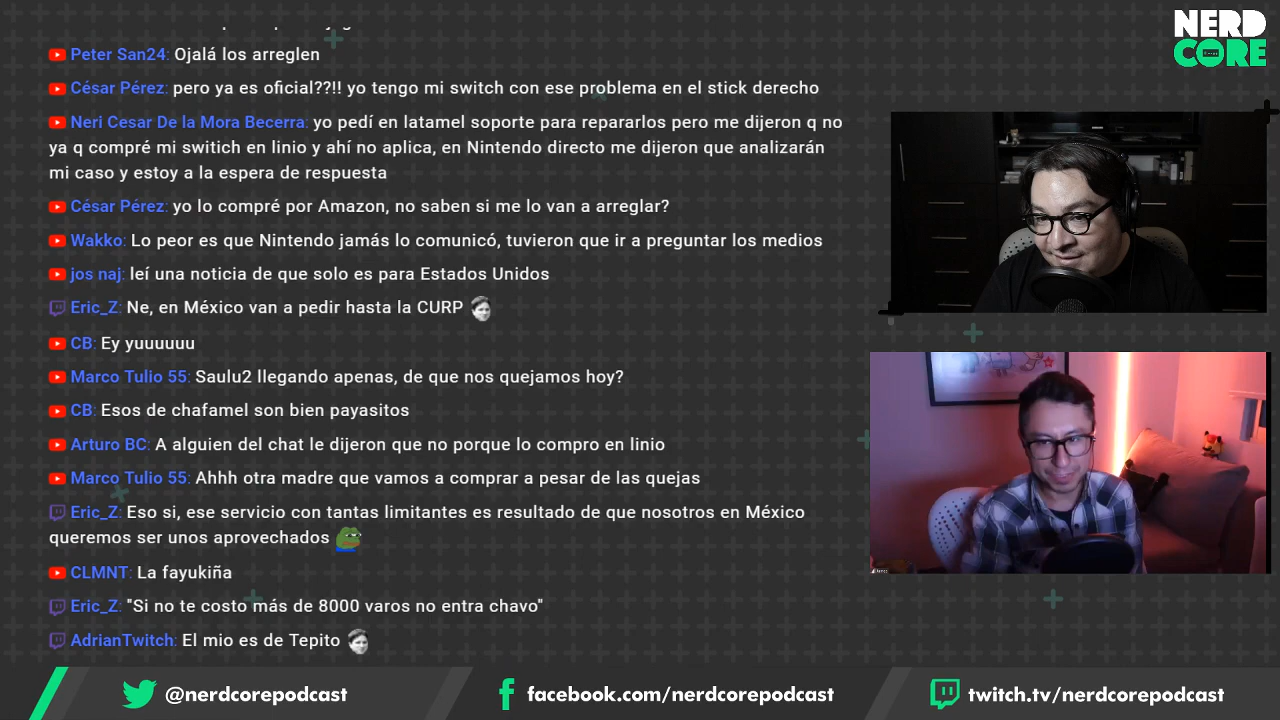 Peter San24: Ojalá los arreglen
César Pérez: pero ya es oficial??!! yo tengo mi switch con ese problema en el stick derecho
Neri Cesar De la Mora Becerra: yo pedí en latamel soporte para repararlos pero me dijeron q no
ya q compré mi switich en linio y ahí no aplica, en Nintendo directo me dijeron que analizarán
mi caso y estoy a la espera de respuesta
César Pérez: yo lo compré por Amazon, no saben si me lo van a arreglar?
Wakko: Lo peor es que Nintendo jamás lo comunicó, tuvieron que ir a preguntar los medios
jos naj: leí una noticia de que solo es para Estados Unidos
Eric_Z: Ne, en México van a pedir hasta la CURP
CB: Ey yuuuuuu
Marco Tulio 55: Saulu2 llegando apenas, de que nos quejamos hoy?
CB: Esos de chafamel son bien payasitos
Arturo BC: A alguien del chat le dijeron que no porque lo compro en linio
Marco Tulio 55: Ahhh otra madre que vamos a comprar a pesar de las quejas
Eric_Z: Eso si, ese servicio con tantas limitantes es resultado de que nosotros en México
queremos ser unos aprovechados
CLMNT: La fayukiña
Eric_Z: "Si no te costo más de 8000 varos no entra chavo"
AdrianTwitch: El mio es de Tepito
NERD
CORE
@nerdcorepodcast
facebook.com/nerdcorepodcast
twitch.tv/nerdcorepodcast